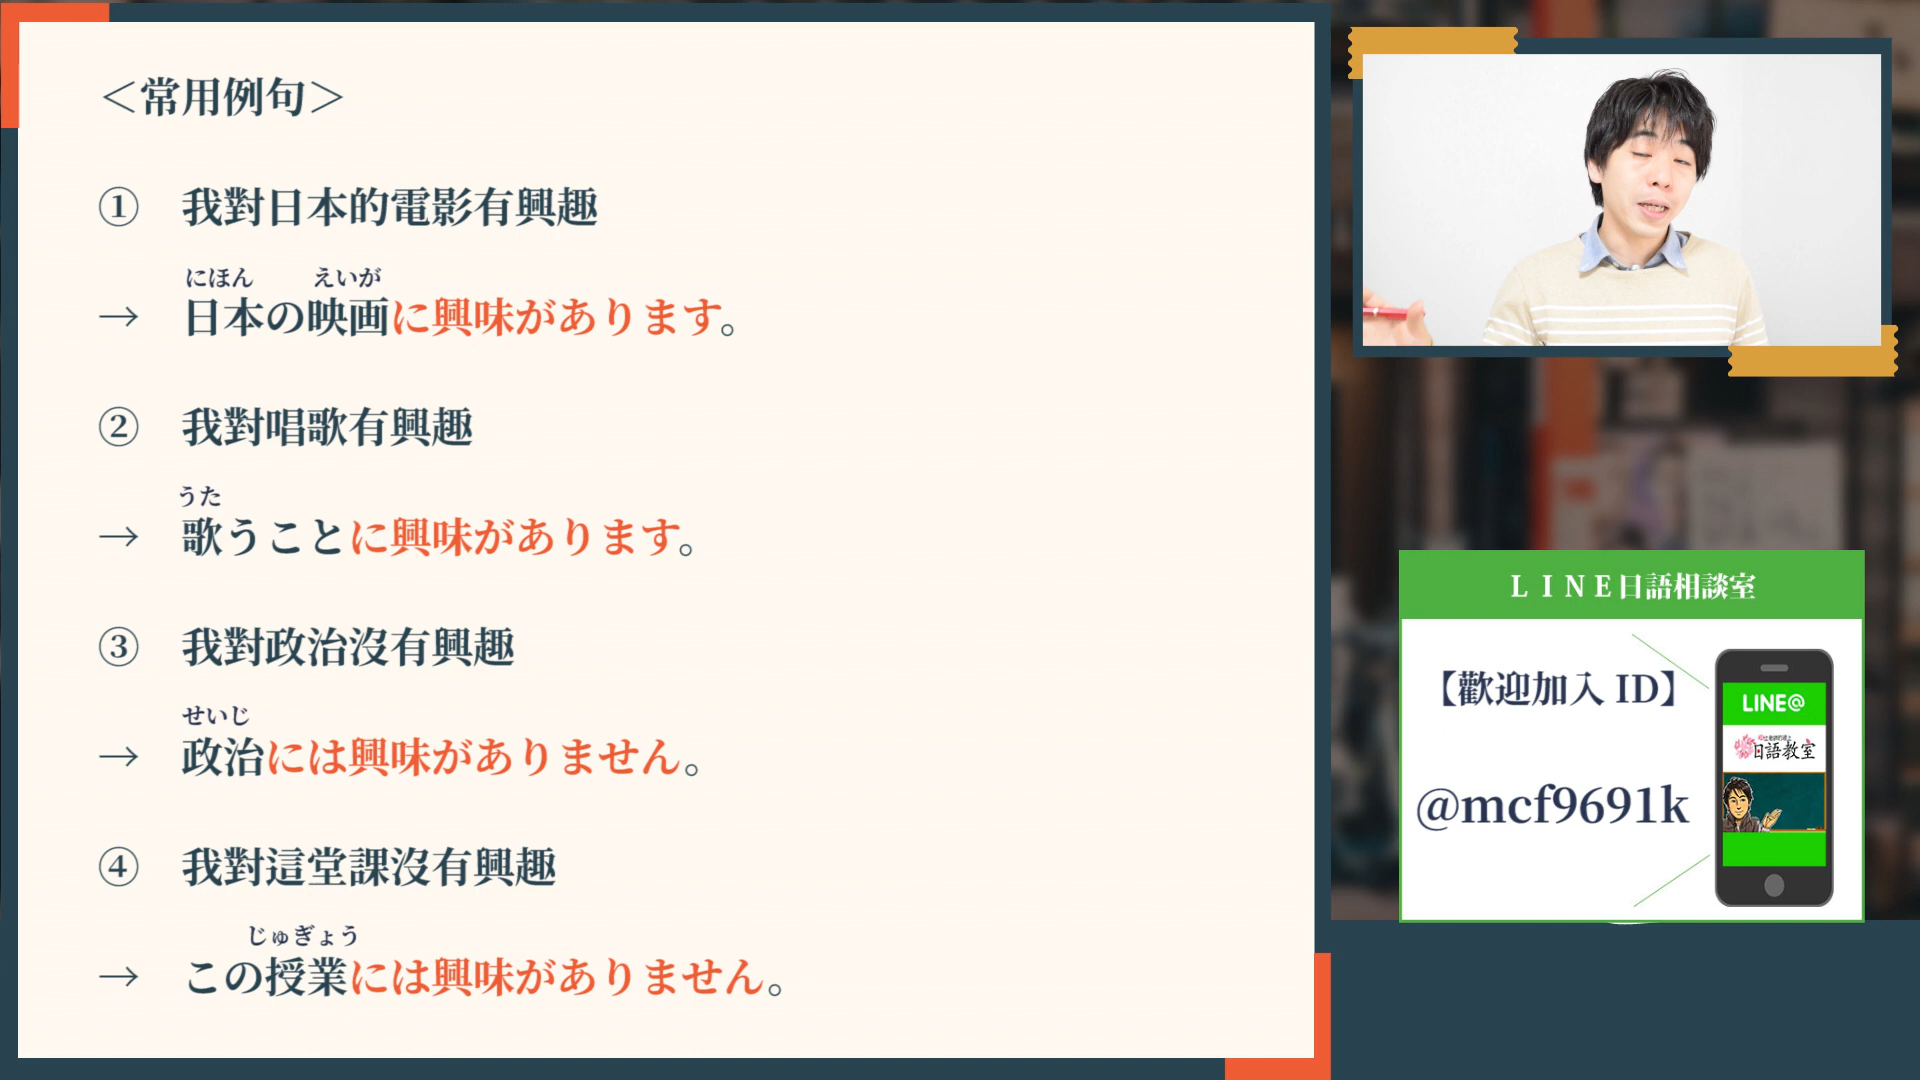 ＜常用例句＞
① 我對日本的電影有興趣
にほん えいが
→ 日本の映画に興味があります。
② 我對唱歌有興趣
うた
→ 歌うことに興味があります。
③ 我對政治沒有興趣
せいじ
→ 政治には興味がありません。
④ 我對這堂課沒有興趣
じゅぎょう
→ この授業には興味がありません。
ＬＩＮＥ日語相談室
【歡迎加入 ID】
@mcf9691k
LINE@
日語教室